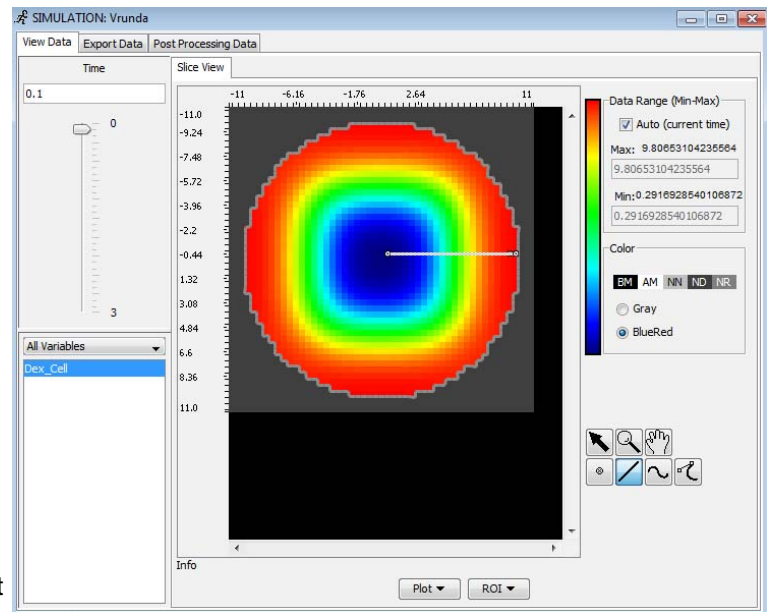 SIMULATION: Vrunda
View Data Export Data Post Processing Data
Time
0.1
0
3
All Variables
Dex_Cell
Slice View
-11 -6.16 -1.76 2.64 11
-11.0
-9.24
-7.48
-5.72
-3.96
-2.2
-0.44
1.32
3.08
4.84
6.6
8.36
11.0
Info
Plot ROI
Data Range (Min-Max)
Auto (current time)
Max: 9.80653104235564
9.80653104235564
Min:0.2916928540106872
0.2916928540106872
Color
BM AM NN ND NR
Gray
BlueRed
t